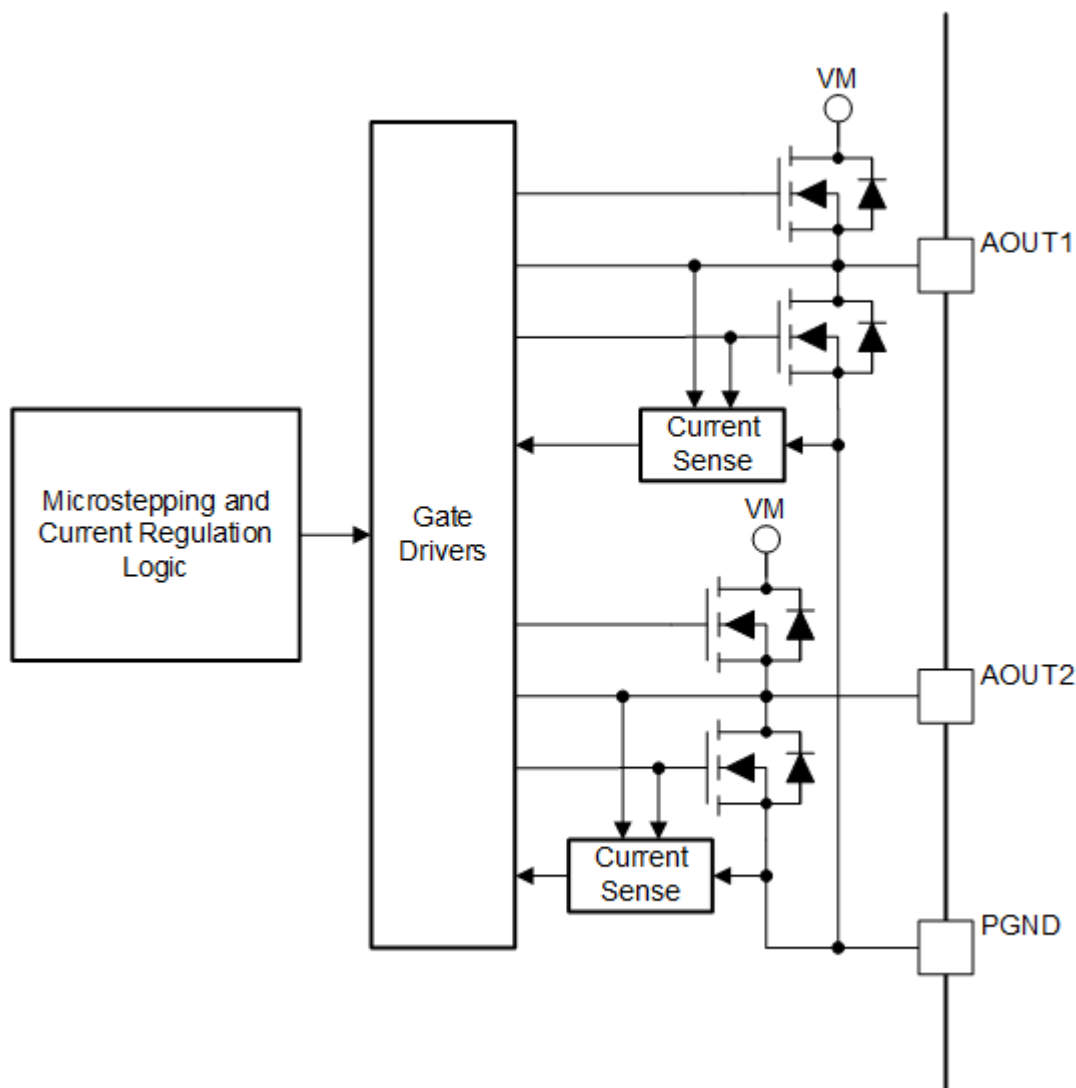 VM
AOUT1
Current
Sense
Microstepping and
Current Regulation
Logic
Gate
Drivers
VM
AOUT2
Current
Sense
PGND